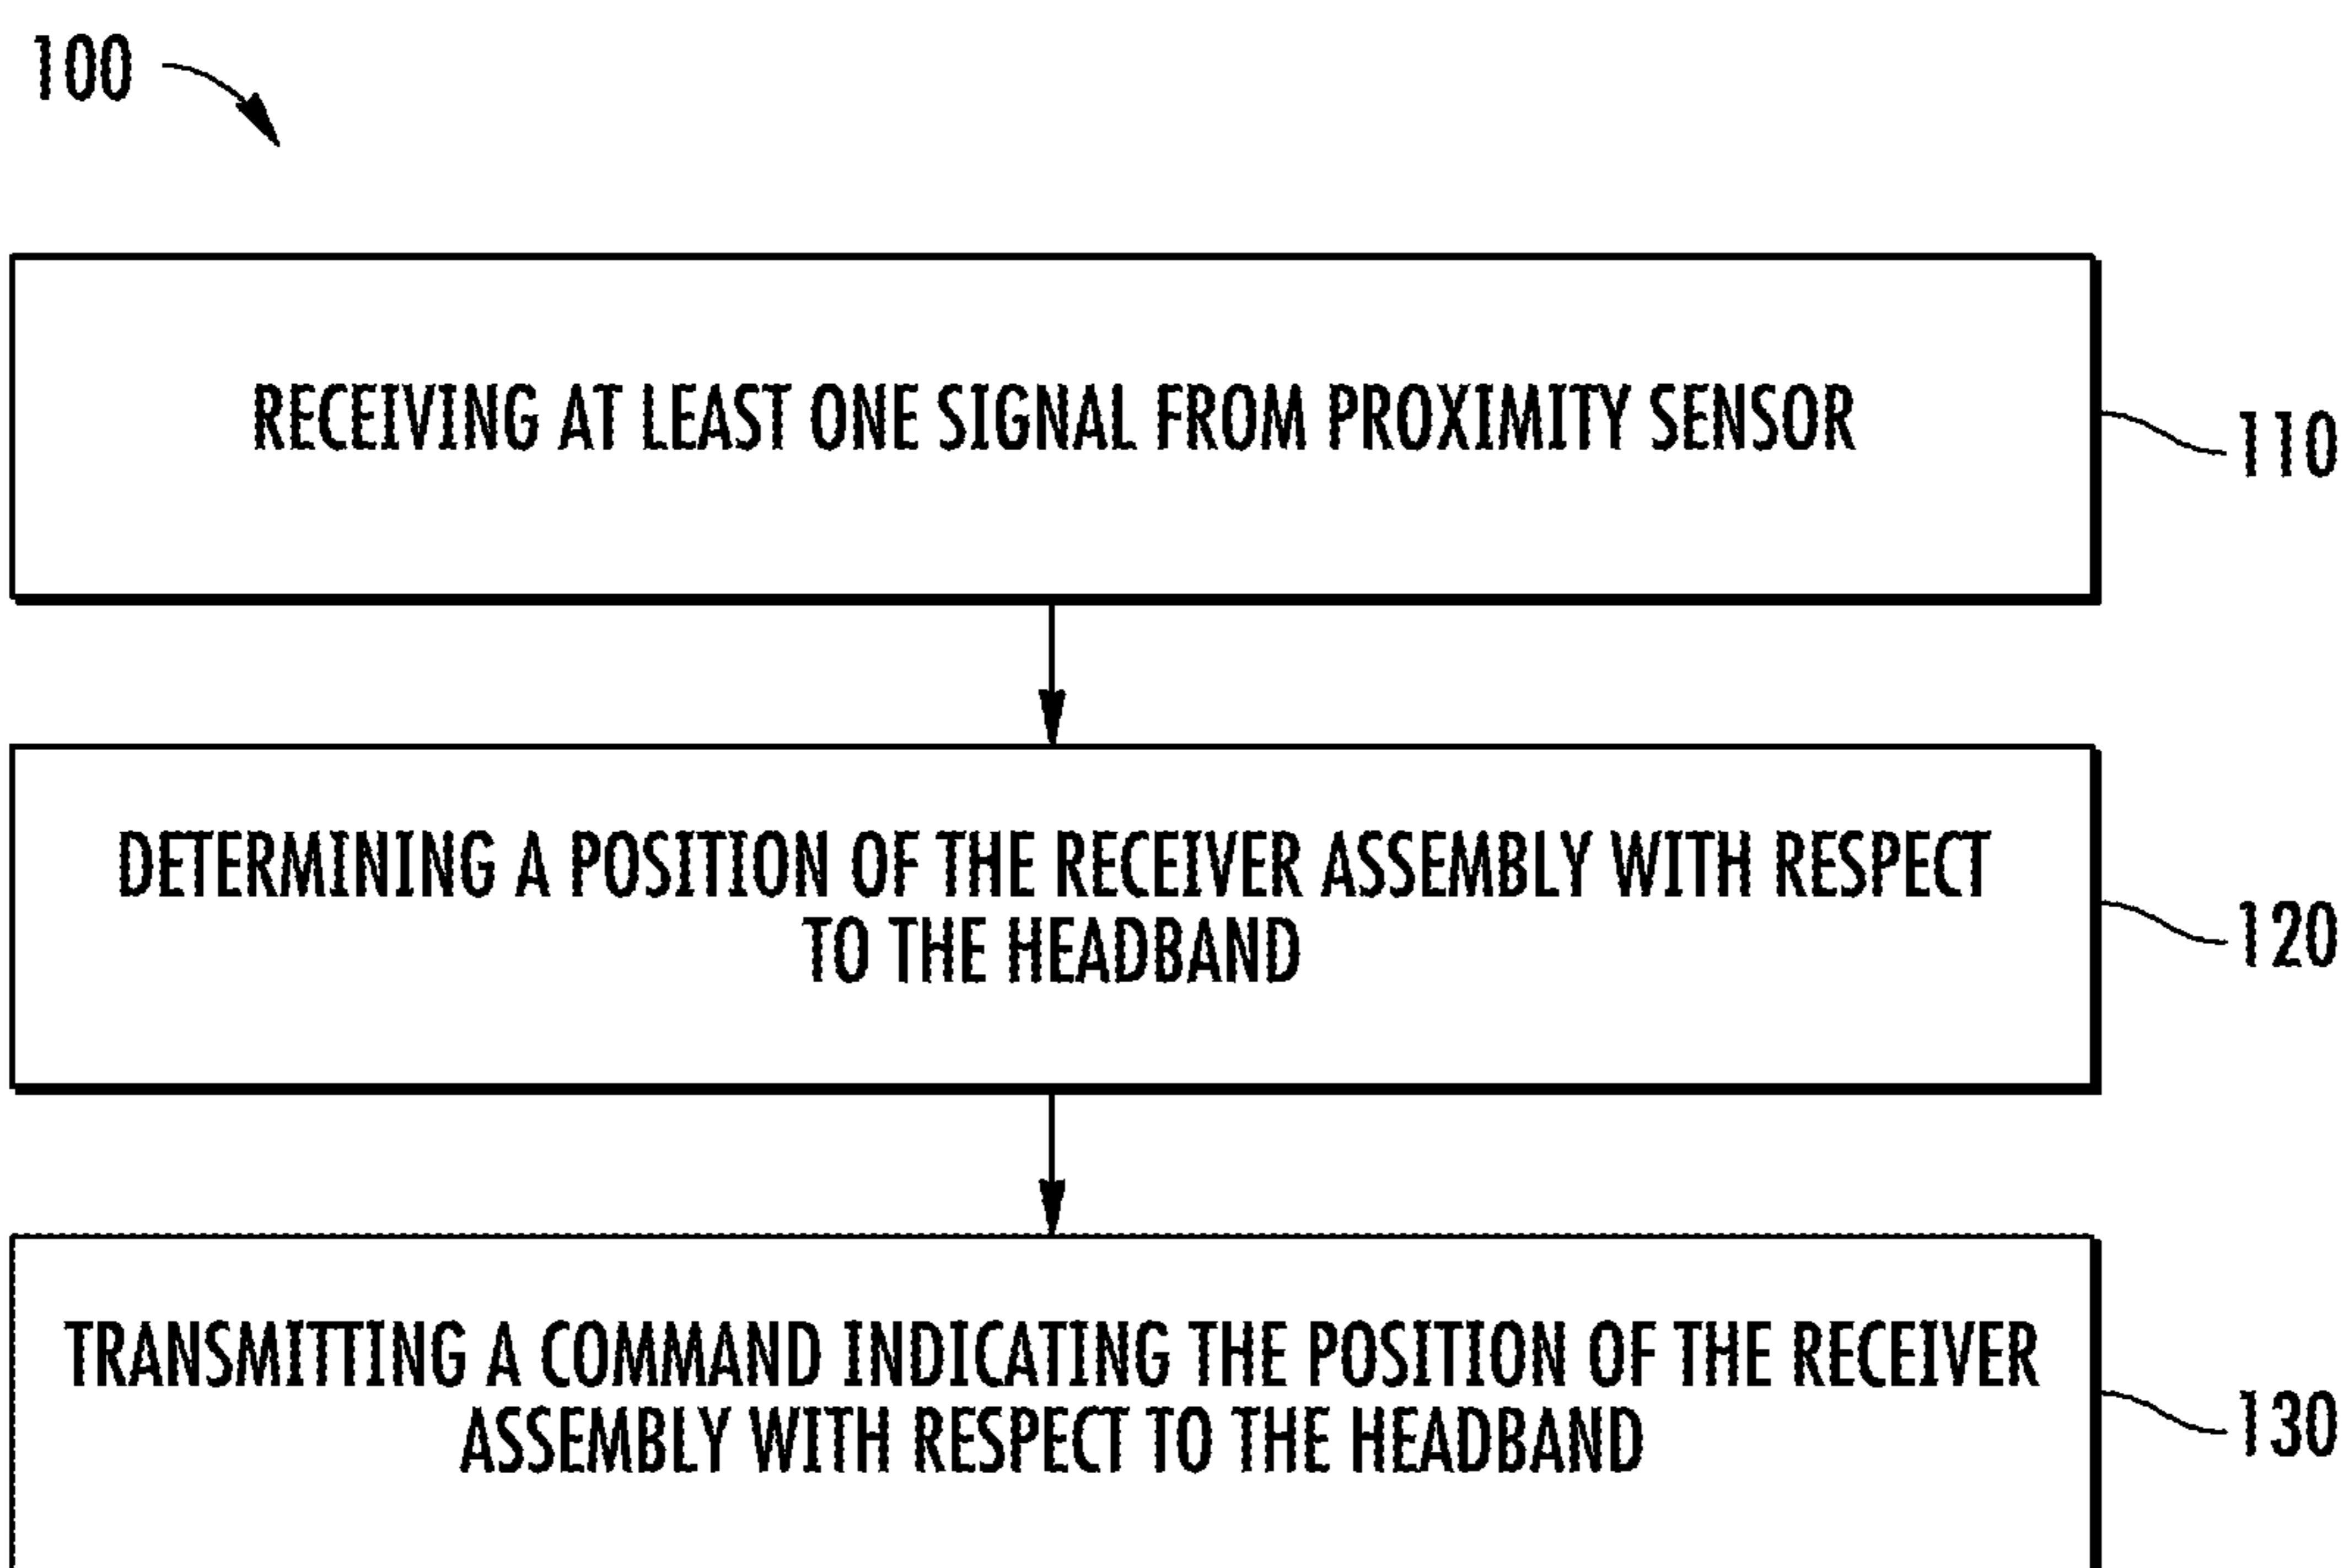 100
RECEIVING AT LEAST ONE SIGNAL FROM PROXIMITY SENSOR
110
DETERMINING A POSITION OF THE RECEIVER ASSEMBLY WITH RESPECT
TO THE HEADBAND
120
TRANSMITTING A COMMAND INDICATING THE POSITION OF THE RECEIVER
ASSEMBLY WITH RESPECT TO THE HEADBAND
130